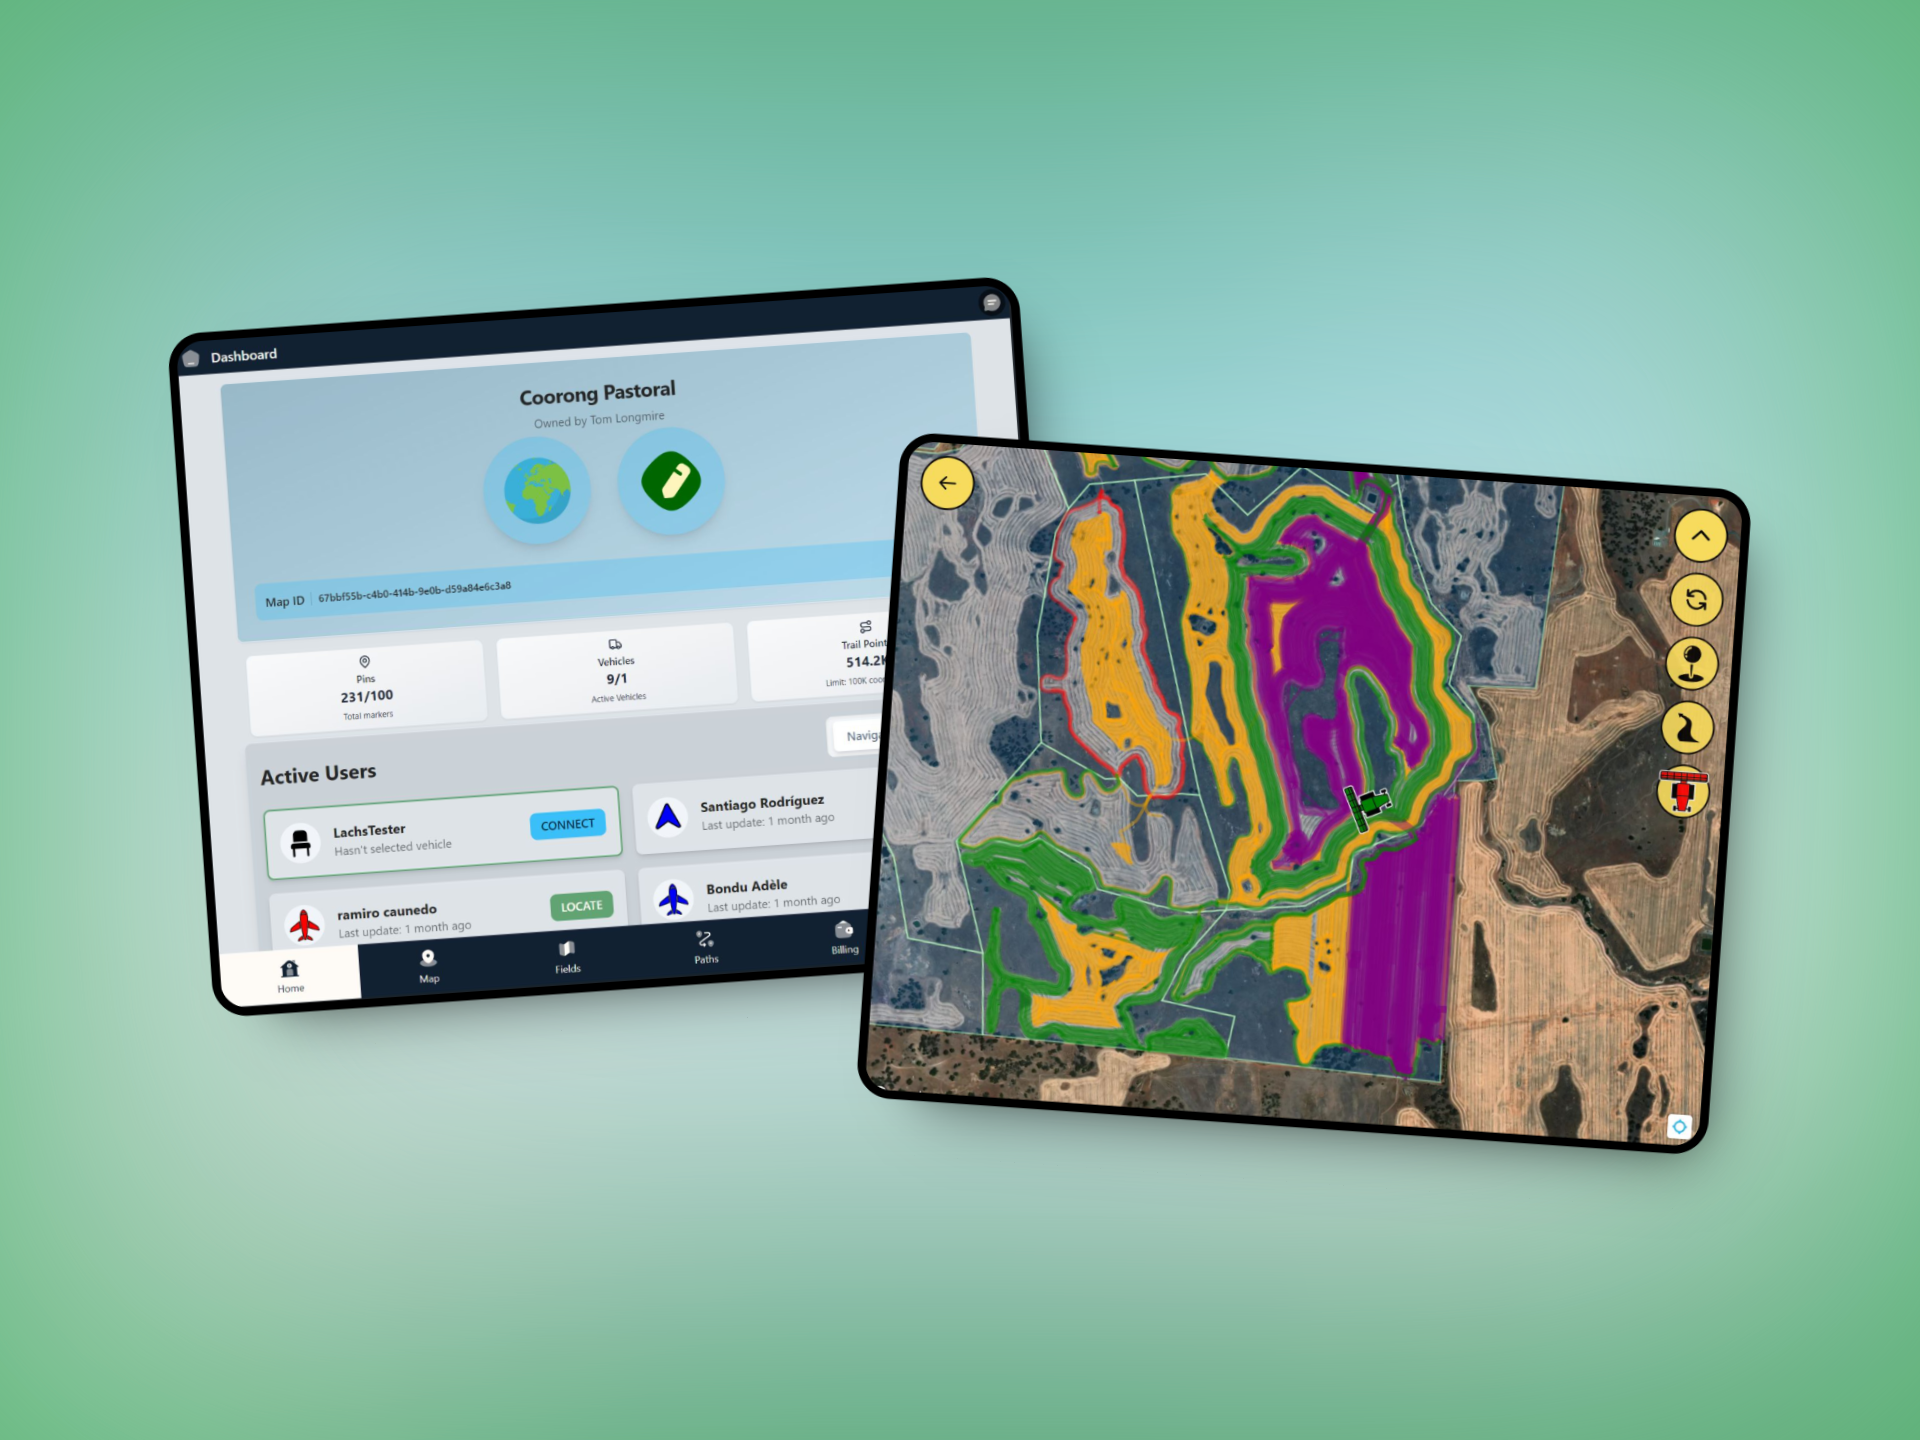 Dashboard
Coorong Pastoral
Owned by Tom Longmire
Map ID 67bbf55b-c4b0-414b-9e0b-d59a84e6c3a8
Pins
231/100
Total markers
Vehicles
9/1
Active Vehicles
Trail Point
514.2K
Limit: 100K coor
Naviga
Active Users
LachsTester
Hasn't selected vehicle
CONNECT
Santiago Rodríguez
Last update: 1 month ago
ramiro caunedo
Last update: 1 month ago
LOCATE
Bondu Adèle
Last update: 1 month ago
Home
Map
Fields
Paths
Billing